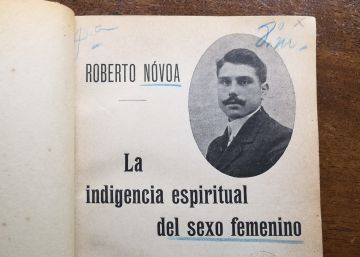 ROBERTO NÓVOA
La
indigencia espiritual
del sexo femenino